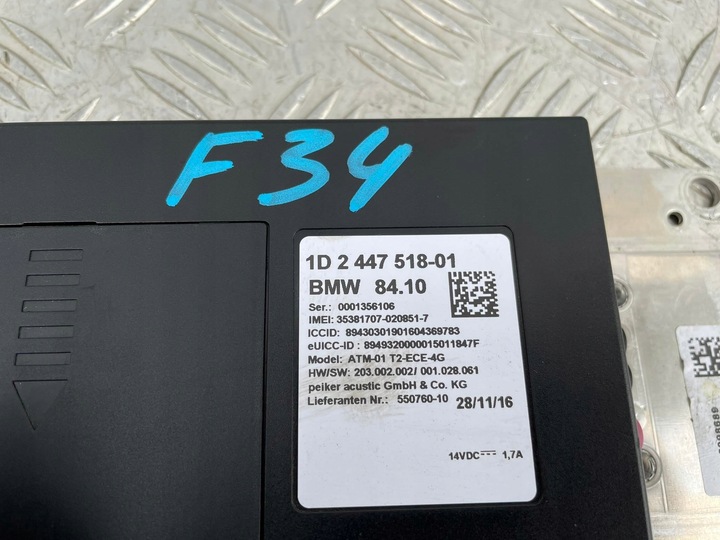 F34
1D 2 447 518-01
BMW 84.10
Ser.: 0001356106
IMEI: 35381707-020851-7
ICCID: 89430301901604369783
eUICC-ID : 8949320000015011847F
Model: ATM-01 T2-ECE-4G
HW/SW: 203.002.002/ 001.028.061
peiker acustic GmbH & Co. KG
Lieferanten Nr.: 550760-10 28/11/16
14VDC⎓ 1,7A